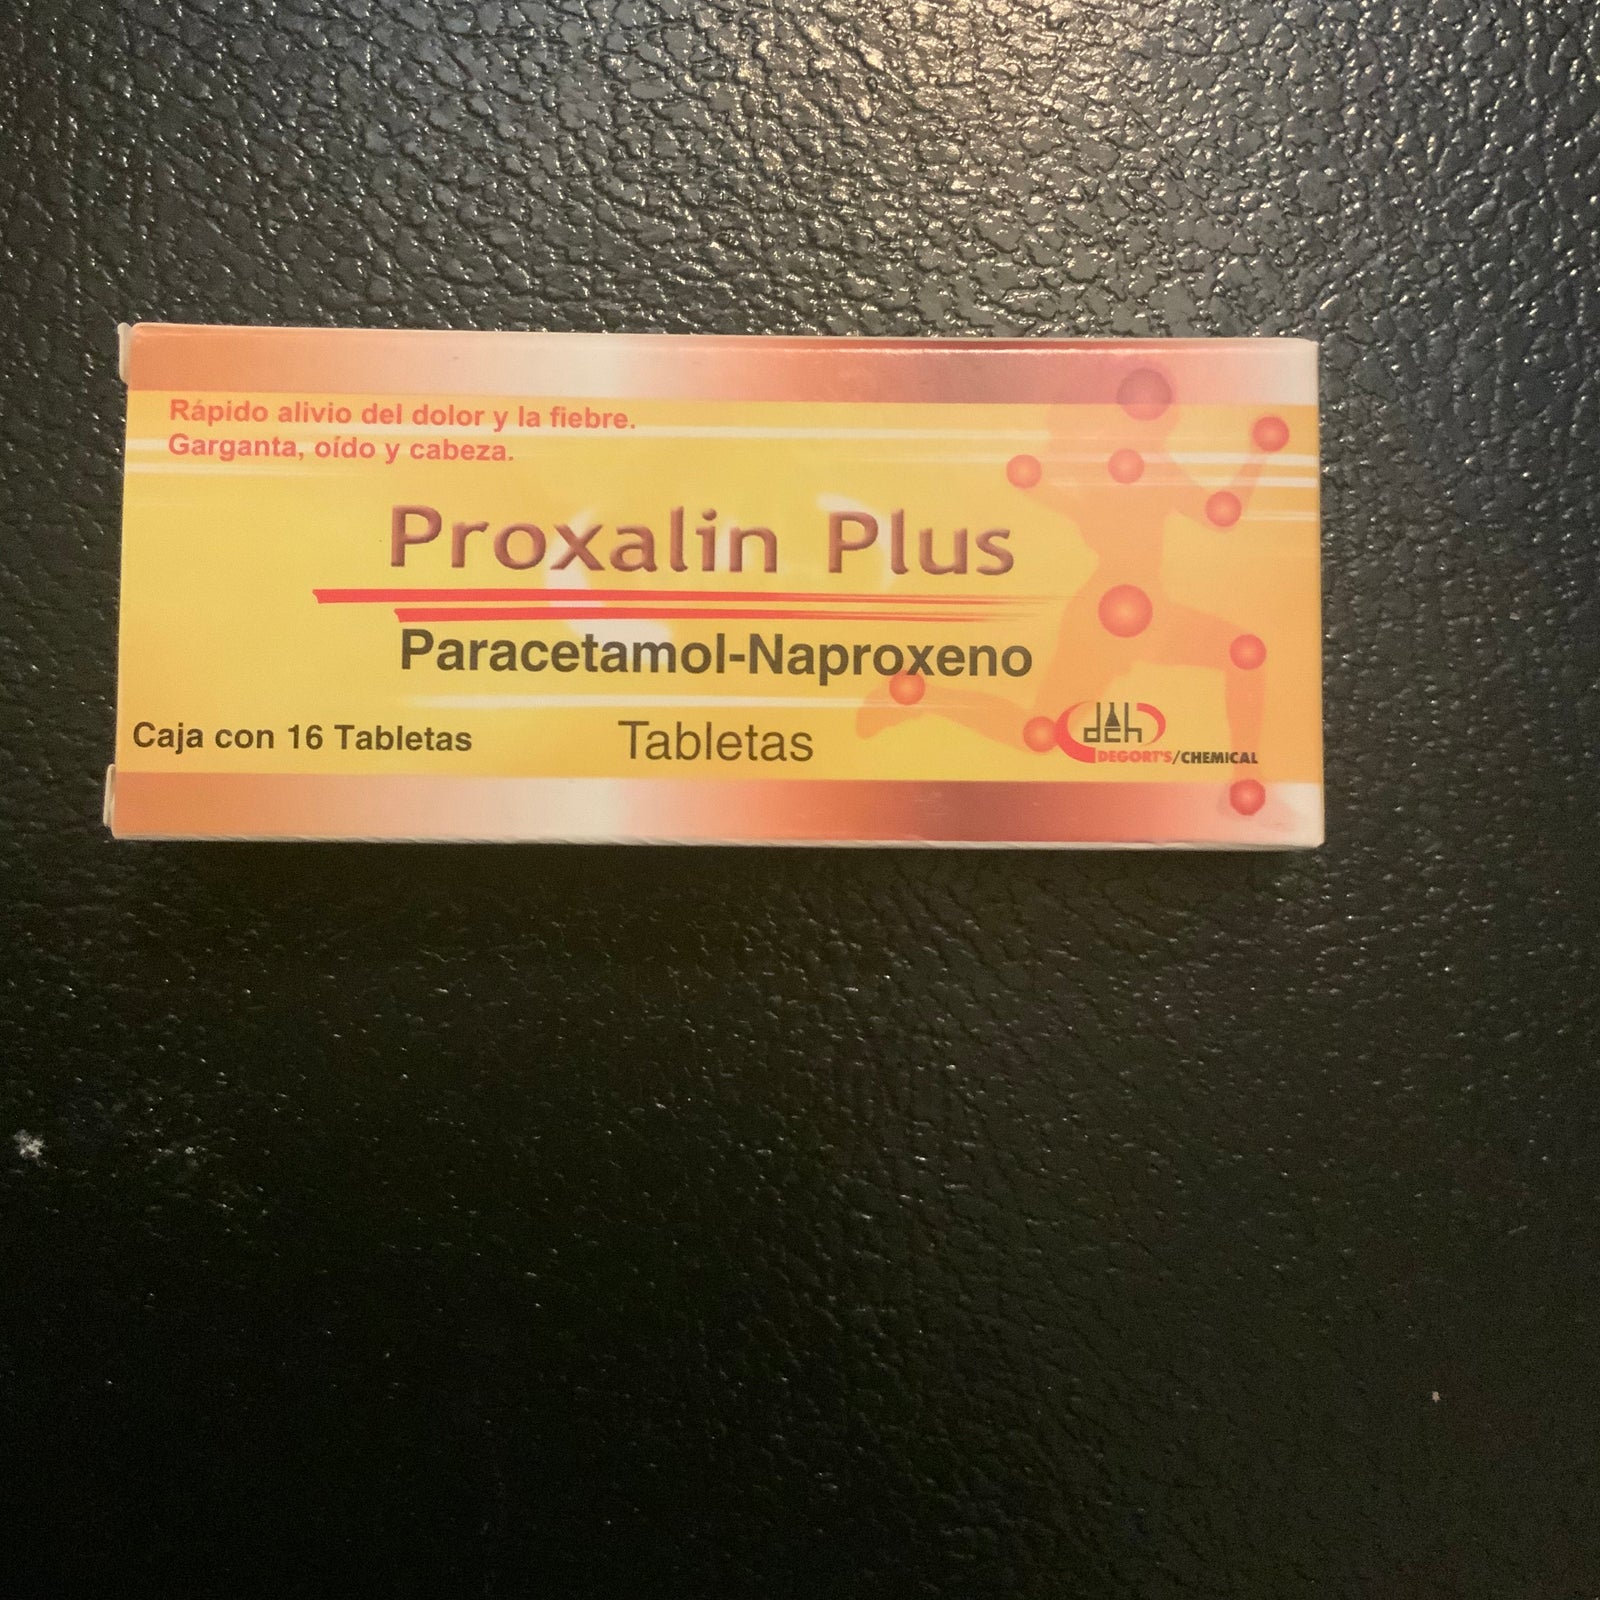 Rápido alivio del dolor y la fiebre.
Garganta, oído y cabeza.
Proxalin Plus
Paracetamol-Naproxeno
Caja con 16 Tabletas
Tabletas
dch
DEGORT'S/CHEMICAL